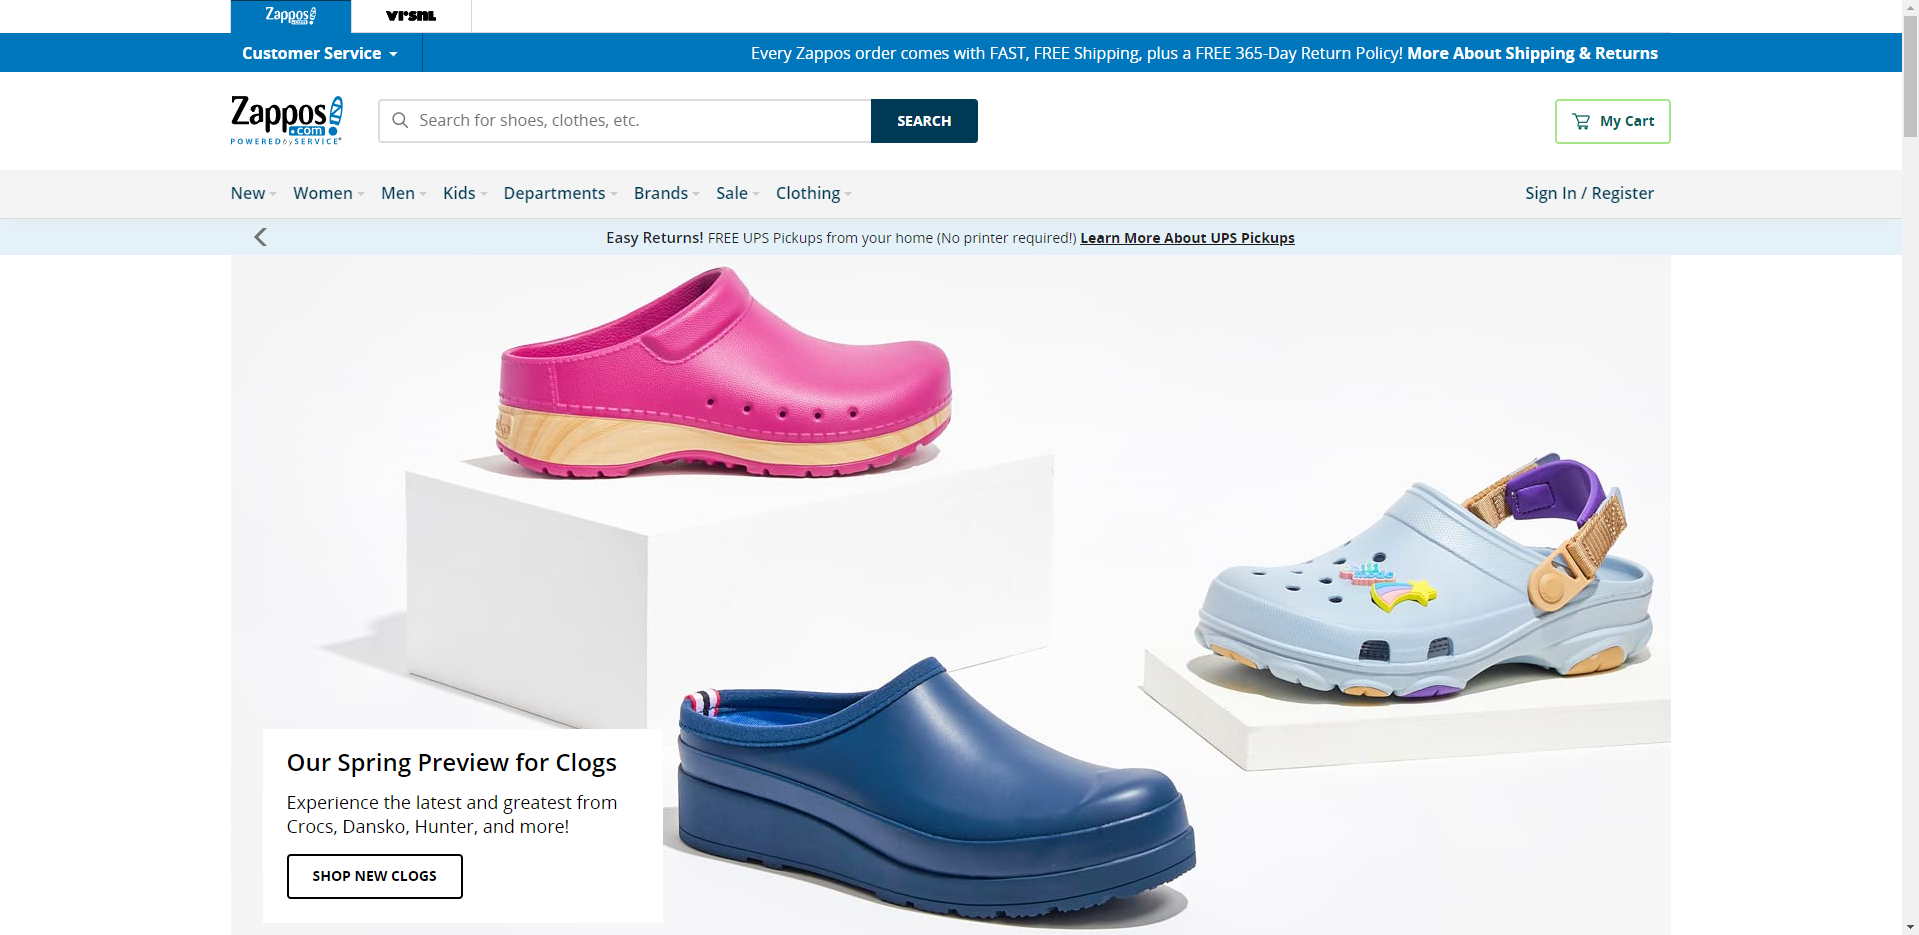 Zappos.com
vrsnl
Customer Service
Every Zappos order comes with FAST, FREE Shipping, plus a FREE 365-Day Return Policy! More About Shipping & Returns
Zappos.com
POWERED by SERVICE
Search for shoes, clothes, etc.
SEARCH
My Cart
New Women Men Kids Departments Brands Sale Clothing
Sign In / Register
Easy Returns! FREE UPS Pickups from your home (No printer required!) Learn More About UPS Pickups
Our Spring Preview for Clogs
Experience the latest and greatest from
Crocs, Dansko, Hunter, and more!
SHOP NEW CLOGS